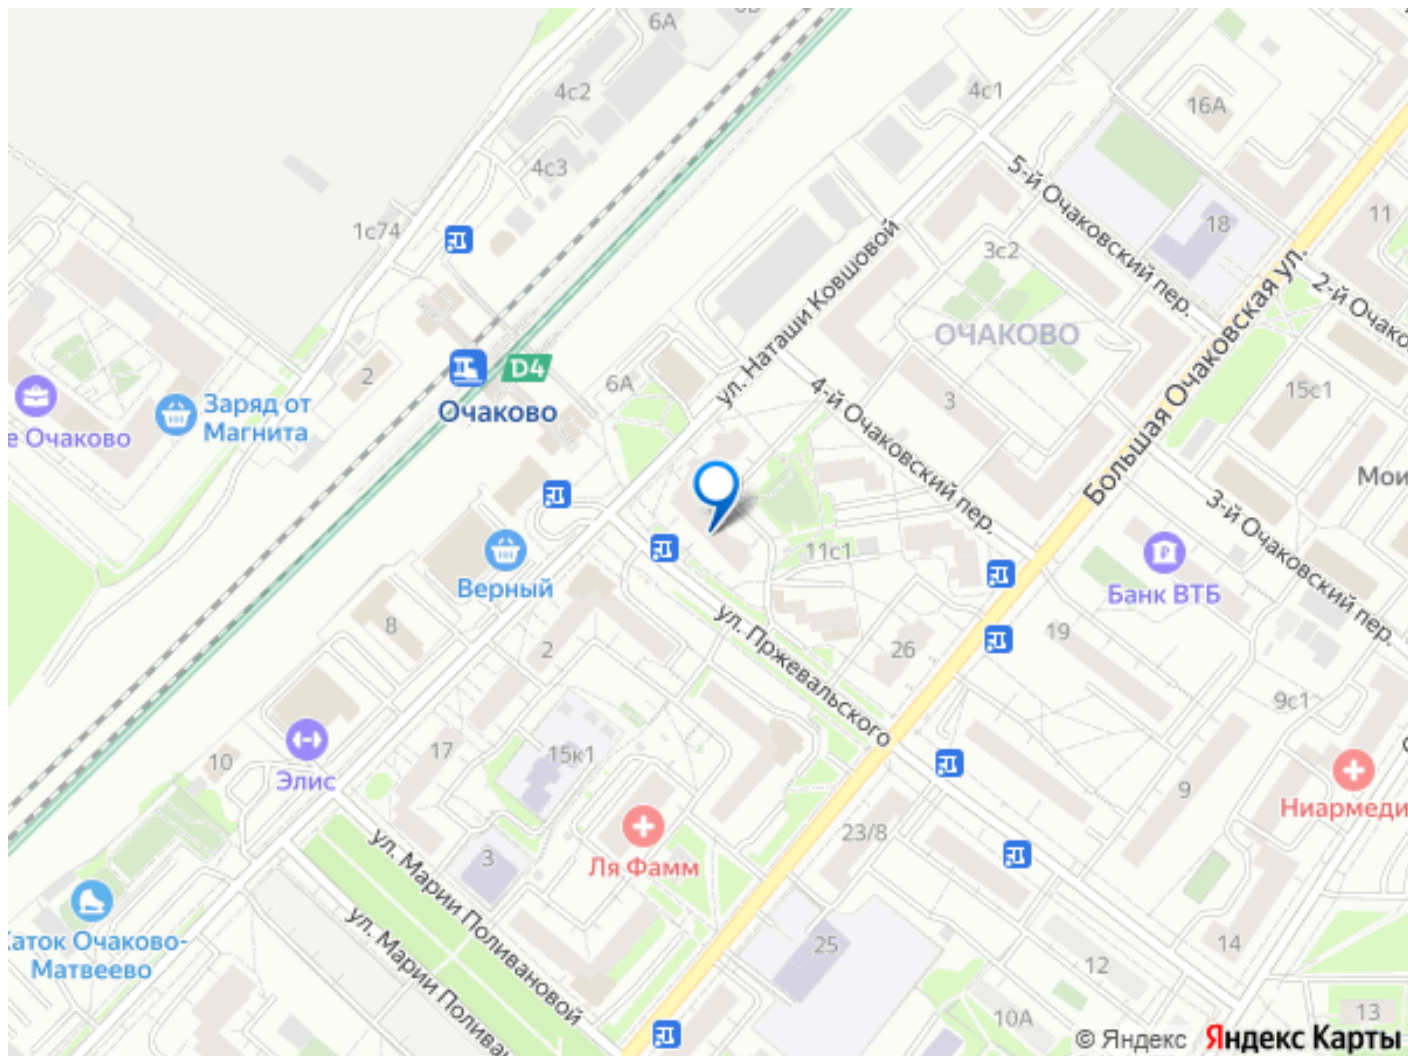 6А
4с2
4с1
16А
4с3
5-й Очаковский пер.
1с74
18
11
3с2
ул. Наташи Ковшовой
2-й Очако
ОЧАКОВО
Большая Очаковская ул.
D4
Очаково
2
6А
4-й Очаковский пер.
3
15с1
Заряд от
Магнита
е Очаково
Мои
3-й Очаковский пер.
Верный
11с1
Банк ВТБ
8
2
ул. Пржевальского
26
19
9с1
17
15к1
10
Элис
9
Ниармеди
23/8
3
Ля Фамм
ул. Марии Поливановой
ул. Марии Поливан
Каток Очаково-
Матвеево
25
14
12
10А
13
© Яндекс
Яндекс Карты